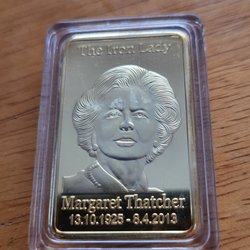 The Iron Lady
Margaret Thatcher
13.10.1925 - 8.4.2013